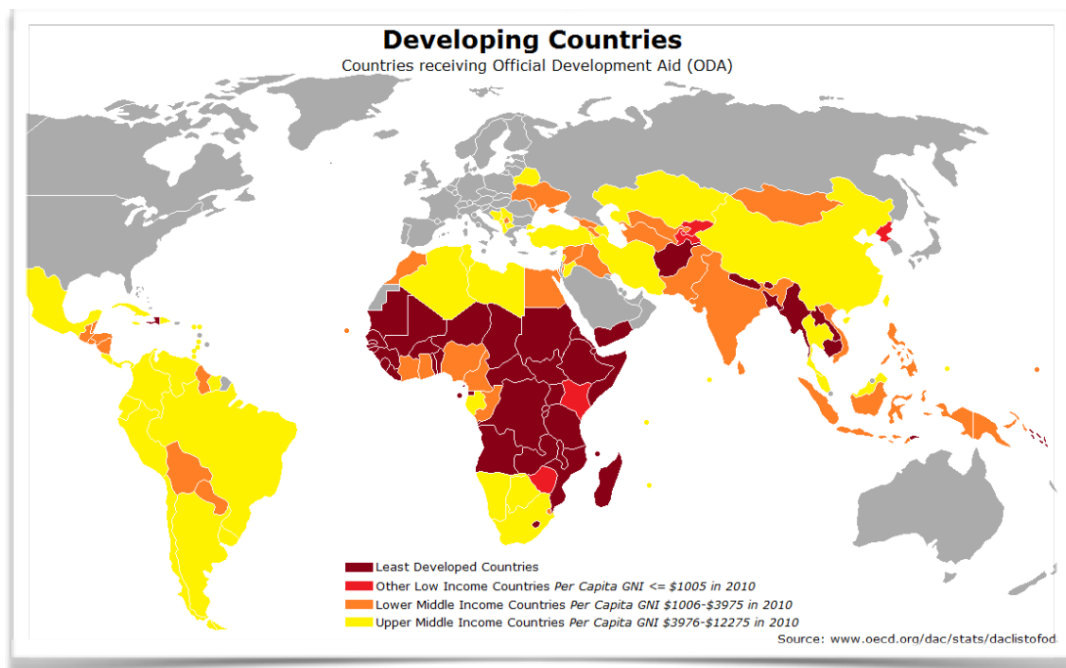 Developing Countries
Countries receiving Official Development Aid (ODA)
Least Developed Countries
Other Low Income Countries Per Capita GNI <= $1005 in 2010
Lower Middle Income Countries Per Capita GNI $1006-$3975 in 2010
Upper Middle Income Countries Per Capita GNI $3976-$12275 in 2010
Source: www.oecd.org/dac/stats/daclistofod